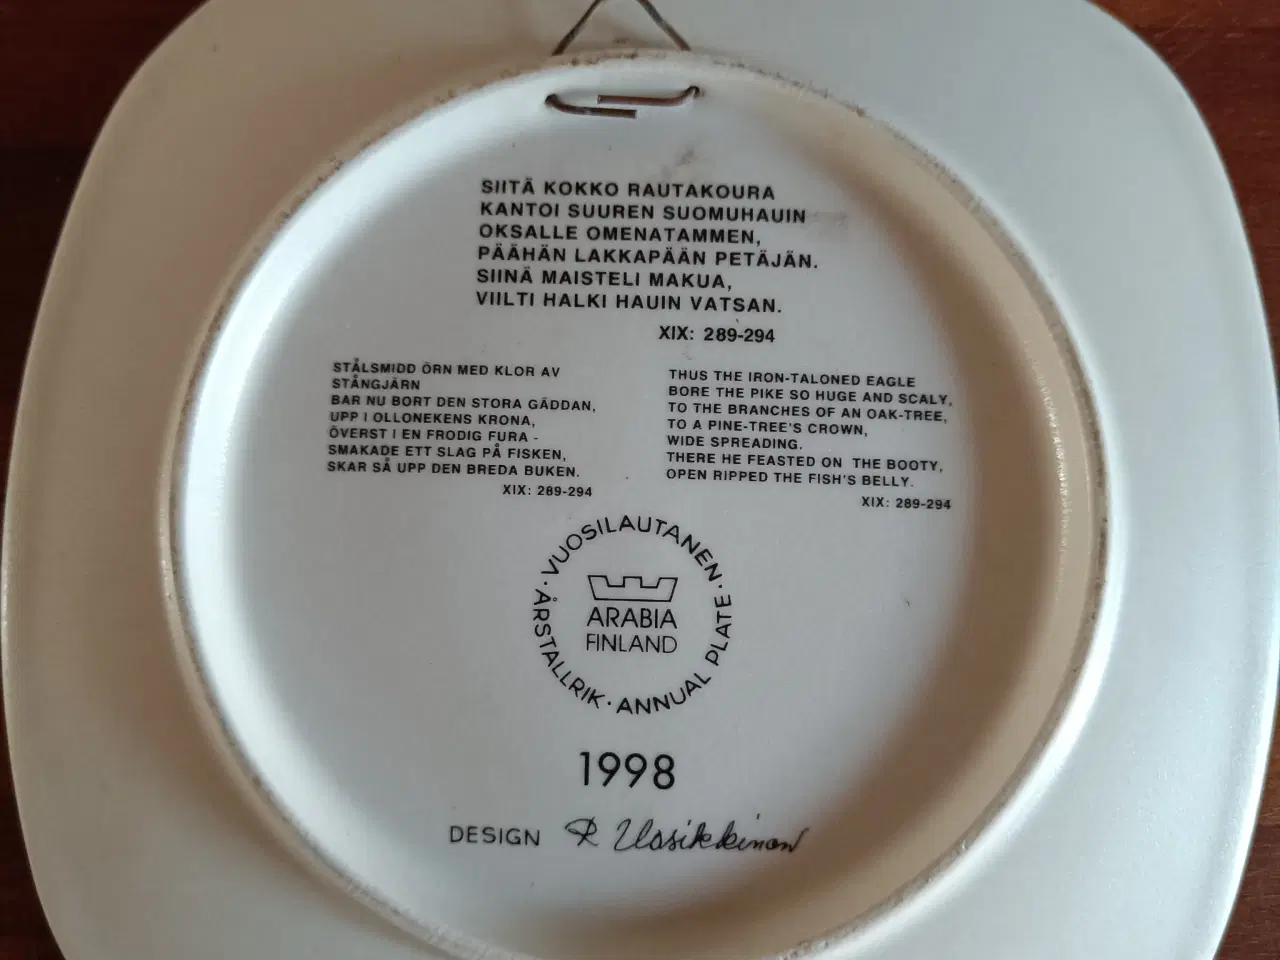 SIITÄ KOKKO RAUTAKOURA
KANTOI SUUREN SUOMUHAUIN
OKSALLE OMENATAMMEN,
PÄÄHÄN LAKKAPÄÄN PETÄJÄN.
SIINÄ MAISTELI MAKUA,
VIILTI HALKI HAUIN VATSAN.
XIX: 289-294
STÅLSMIDD ÖRN MED KLOR AV
STÅNGJÄRN
BAR NU BORT DEN STORA GÄDDAN,
UPP I OLLONEKENS KRONA,
ÖVERST I EN FRODIG FURA -
SMAKADE ETT SLAG PÅ FISKEN,
SKAR SÅ UPP DEN BREDA BUKEN.
XIX: 289-294
THUS THE IRON-TALONED EAGLE
BORE THE PIKE SO HUGE AND SCALY,
TO THE BRANCHES OF AN OAK-TREE,
TO A PINE-TREE'S CROWN,
WIDE SPREADING.
THERE HE FEASTED ON THE BOOTY,
OPEN RIPPED THE FISH'S BELLY.
XIX: 289-294
VUOSILAUTANEN · ANNUAL PLATE · ÅRSTALLRIK ·
ARABIA
FINLAND
1998
DESIGN R Uosikkinen